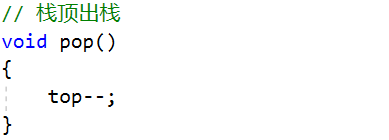 // 栈顶出栈
void pop()
{
    top--;
}